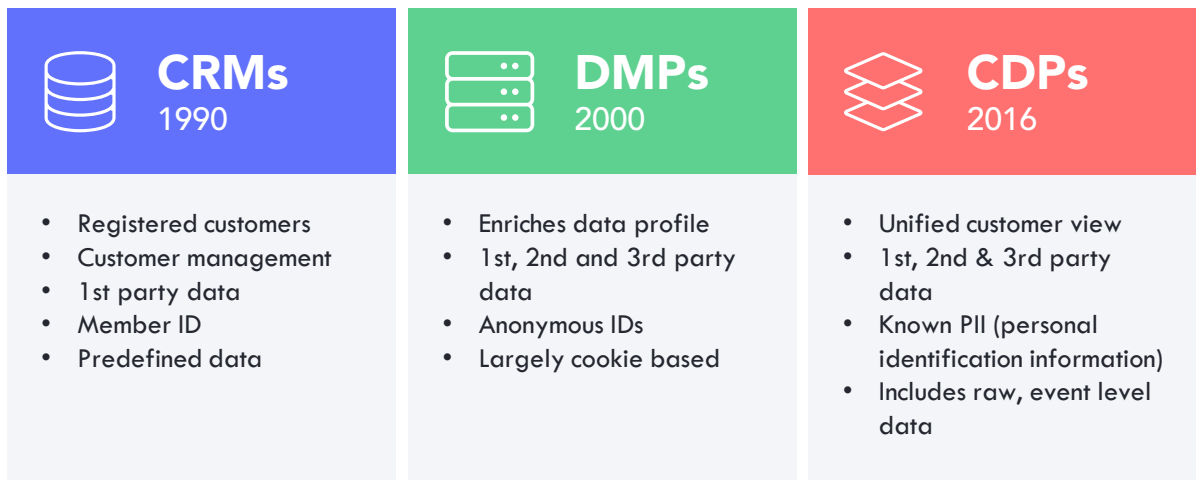 CRMs
1990
• Registered customers
• Customer management
• 1st party data
• Member ID
• Predefined data
DMPs
2000
• Enriches data profile
• 1st, 2nd and 3rd party
data
• Anonymous IDs
• Largely cookie based
CDPs
2016
• Unified customer view
• 1st, 2nd & 3rd party
data
• Known PII (personal
identification information)
• Includes raw, event level
data